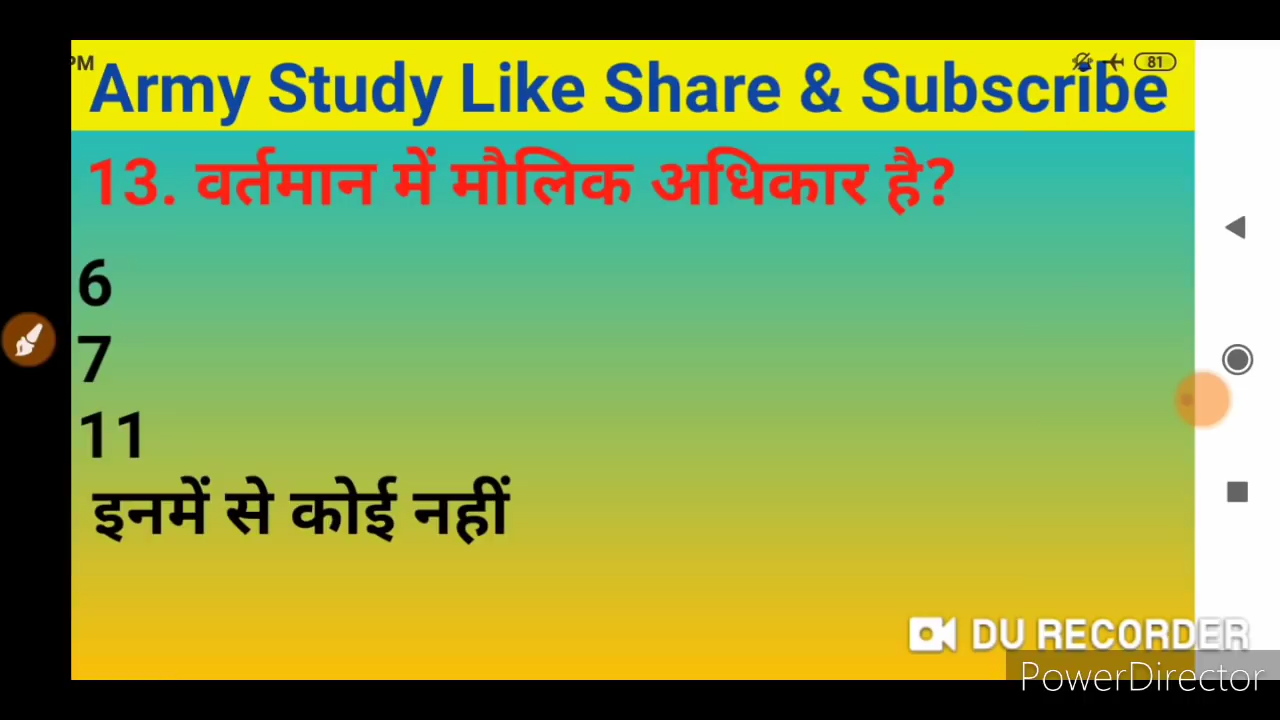 PM
81
Army Study Like Share & Subscribe
13. वर्तमान में मौलिक अधिकार है?
6
7
11
इनमें से कोई नहीं
DU RECORDER
PowerDirector